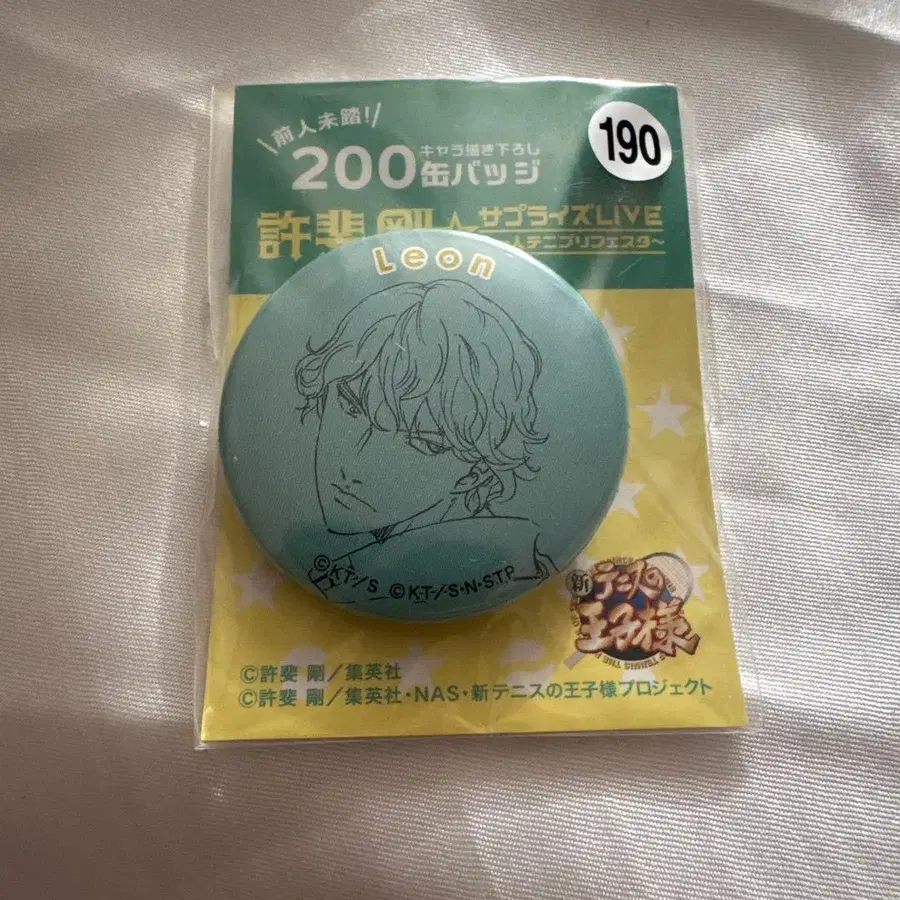 \前人未踏!/
190
キャラ描き下ろし
200缶バッジ
許斐 剛☆サプライズLIVE
人テニプリフェスタ～
Leon
©K.T./S ©K.T./S・N・S.T.P.
新テニスの王子様
©許斐 剛／集英社
©許斐 剛／集英社・NAS・新テニスの王子様プロジェクト